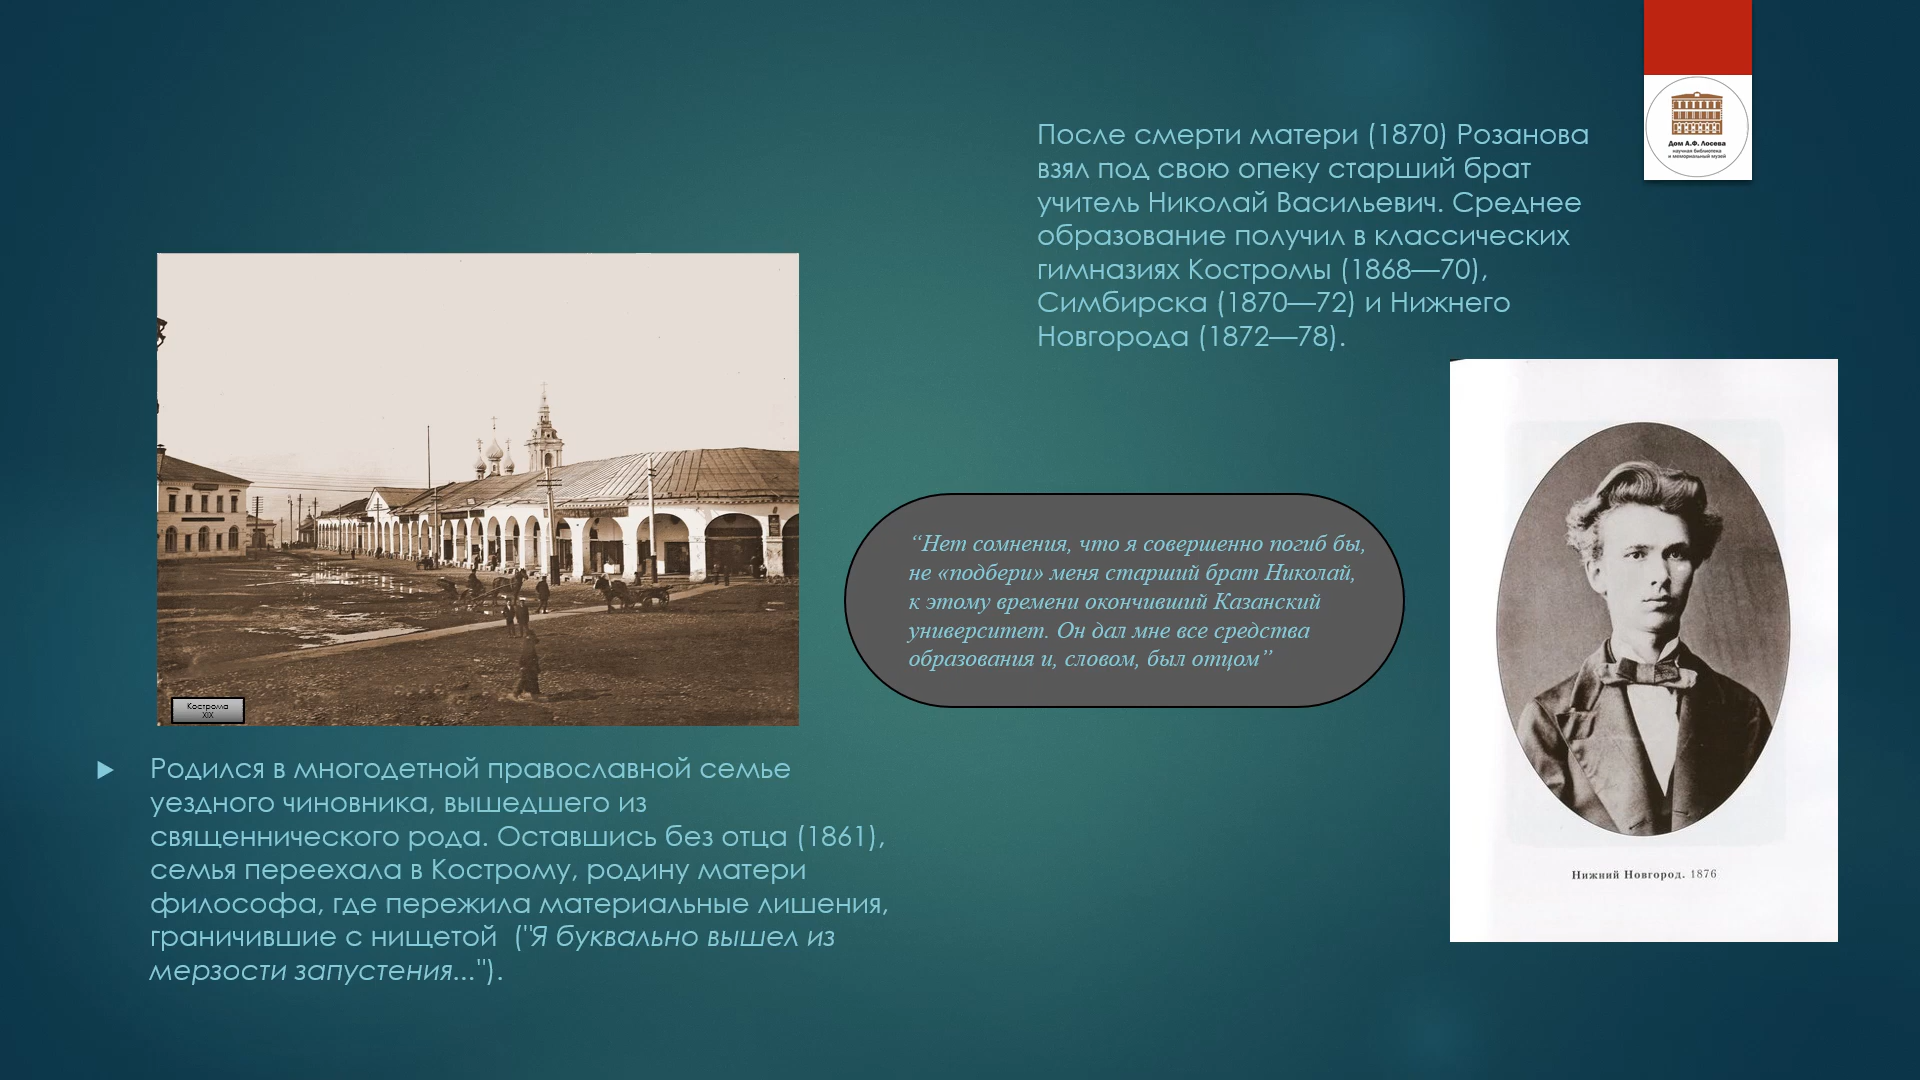 После смерти матери (1870) Розанова
взял под свою опеку старший брат
учитель Николай Васильевич. Среднее
образование получил в классических
гимназиях Костромы (1868—70),
Симбирска (1870—72) и Нижнего
Новгорода (1872—78).
Дом А.Ф. Лосева
научная библиотека
и мемориальный музей
“Нет сомнения, что я совершенно погиб бы,
не «подбери» меня старший брат Николай,
к этому времени окончивший Казанский
университет. Он дал мне все средства
образования и, словом, был отцом”
Кострома
XIX
Нижний Новгород. 1876
Родился в многодетной православной семье
уездного чиновника, вышедшего из
священнического рода. Оставшись без отца (1861),
семья переехала в Кострому, родину матери
философа, где пережила материальные лишения,
граничившие с нищетой ("Я буквально вышел из
мерзости запустения...").